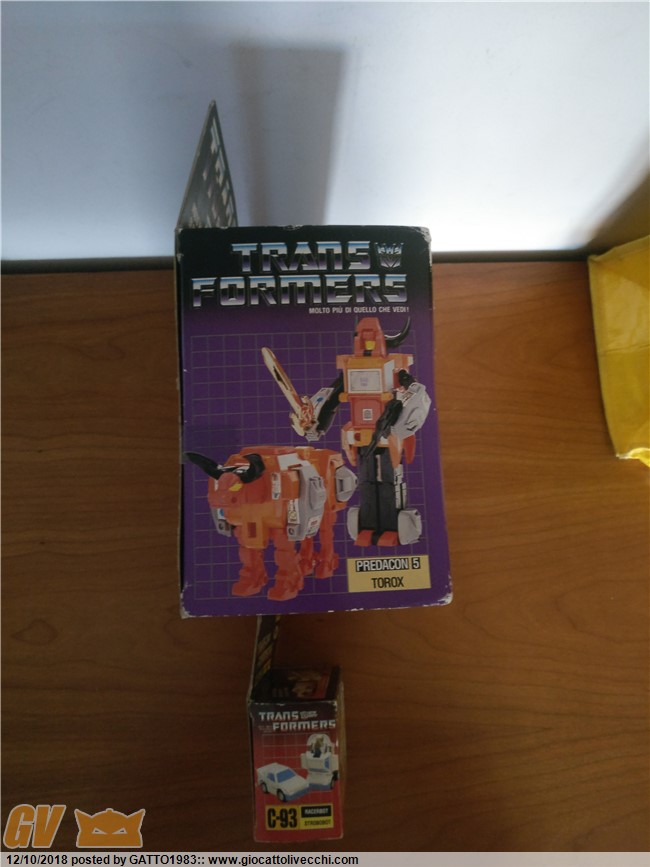 TRANS
FORMERS
MOLTO PIÙ DI QUELLO CHE VEDI!
PREDACON 5
TOROX
TRANS
FORMERS
C-93
GV
12/10/2018 posted by GATTO1983:: www.giocattolivecchi.com